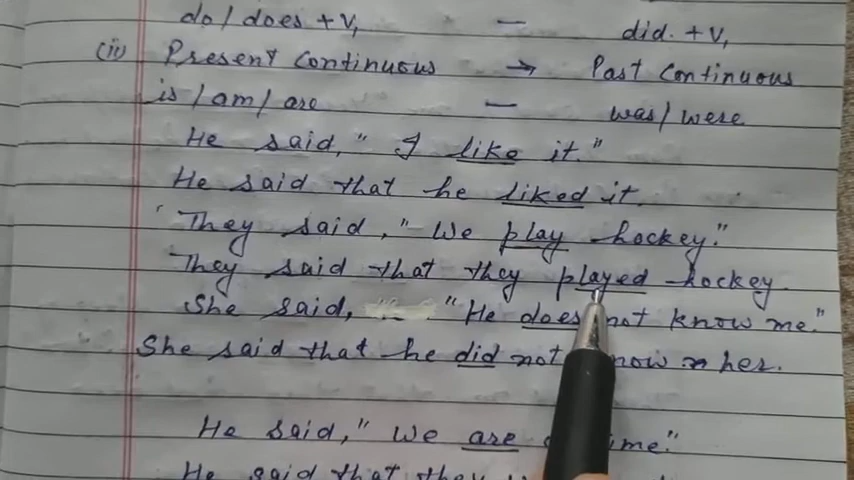 do/does + V₁ — did. + V₁
(ii) Present Continuous → Past Continuous
is/am/are — was/were
He said, "I like it."
He said that he liked it.
They said, "We play hockey."
They said that they played hockey.
She said, "He does not know me."
She said that he did not her.
He said, "We are
He said that they